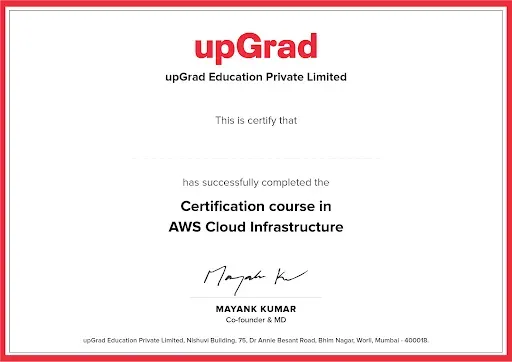 upGrad
upGrad Education Private Limited
This is certify that
has successfully completed the
Certification course in
AWS Cloud Infrastructure
Mayank Ku
MAYANK KUMAR
Co-founder & MD
upGrad Education Private Limited, Nishuvi Building, 75, Dr Annie Besant Road, Bhim Nagar, Worli, Mumbai - 400018.